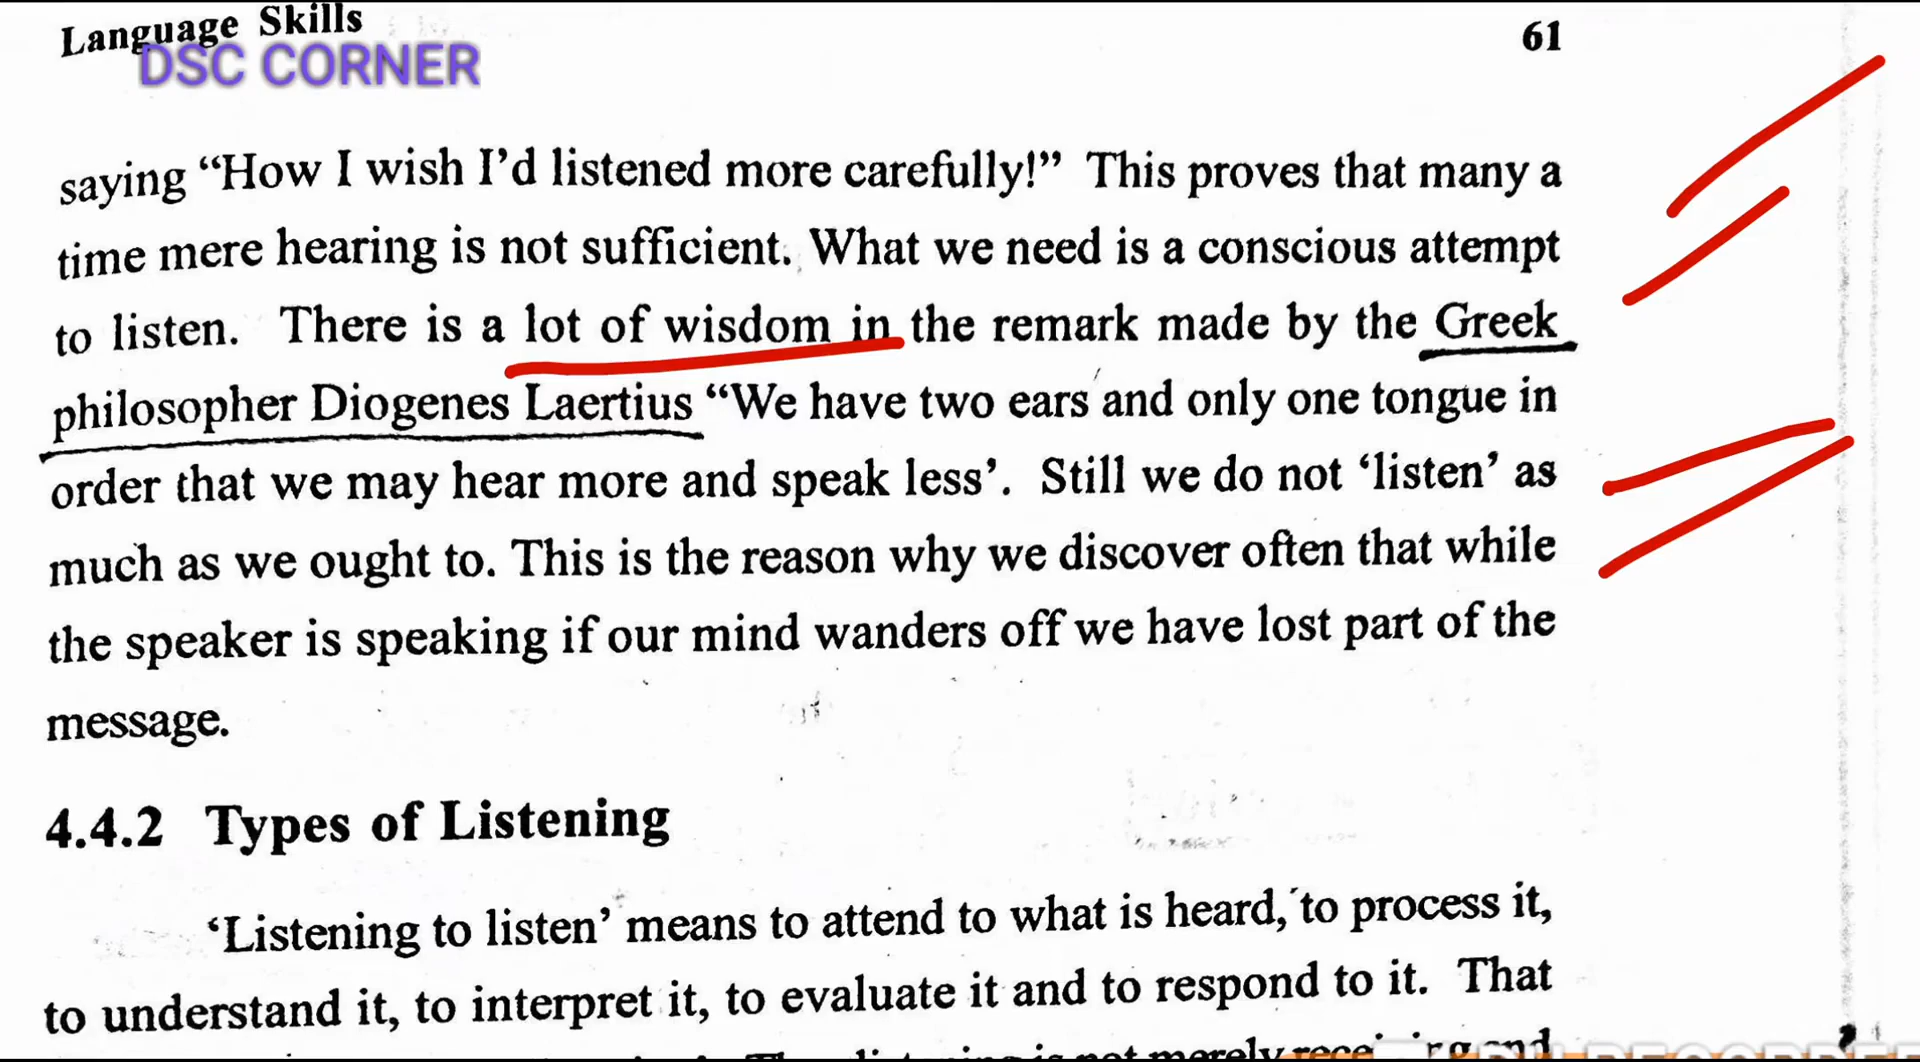 Language Skills
61
DSC CORNER
saying “How I wish I’d listened more carefully!” This proves that many a
time mere hearing is not sufficient. What we need is a conscious attempt
to listen. There is a lot of wisdom in the remark made by the Greek
philosopher Diogenes Laertius “We have two ears and only one tongue in
order that we may hear more and speak less’. Still we do not ‘listen’ as
much as we ought to. This is the reason why we discover often that while
the speaker is speaking if our mind wanders off we have lost part of the
message.
4.4.2 Types of Listening
‘Listening to listen’ means to attend to what is heard, to process it,
to understand it, to interpret it, to evaluate it and to respond to it. That
is not merely receiving and